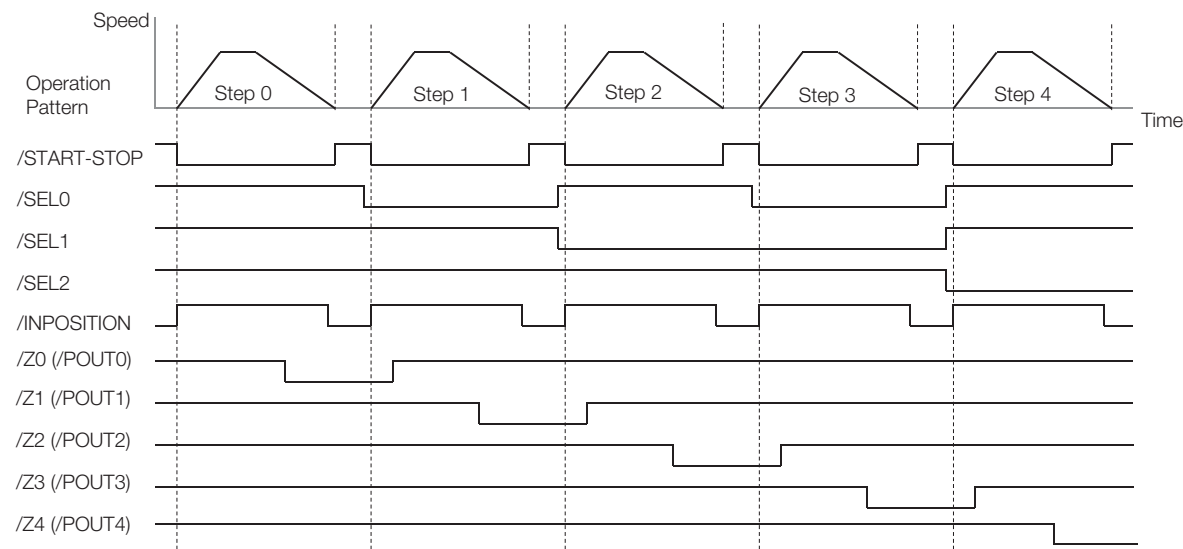 Speed
Operation
Pattern
Step 0
Step 1
Step 2
Step 3
Step 4
Time
/START-STOP
/SEL0
/SEL1
/SEL2
/INPOSITION
/Z0 (/POUT0)
/Z1 (/POUT1)
/Z2 (/POUT2)
/Z3 (/POUT3)
/Z4 (/POUT4)